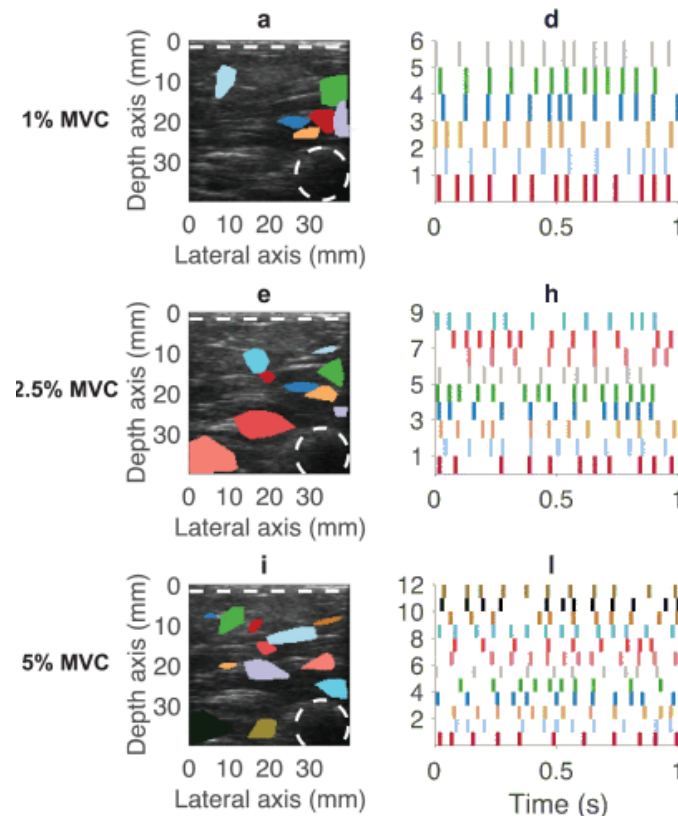 a
d
1% MVC
Depth axis (mm)
0
10
20
30
0 10 20 30
Lateral axis (mm)
6
5
4
3
2
1
0 0.5 1
e
h
2.5% MVC
Depth axis (mm)
0
10
20
30
0 10 20 30
Lateral axis (mm)
9
7
5
3
1
0 0.5 1
i
l
5% MVC
Depth axis (mm)
0
10
20
30
0 10 20 30
Lateral axis (mm)
12
10
8
6
4
2
0 0.5 1
Time (s)